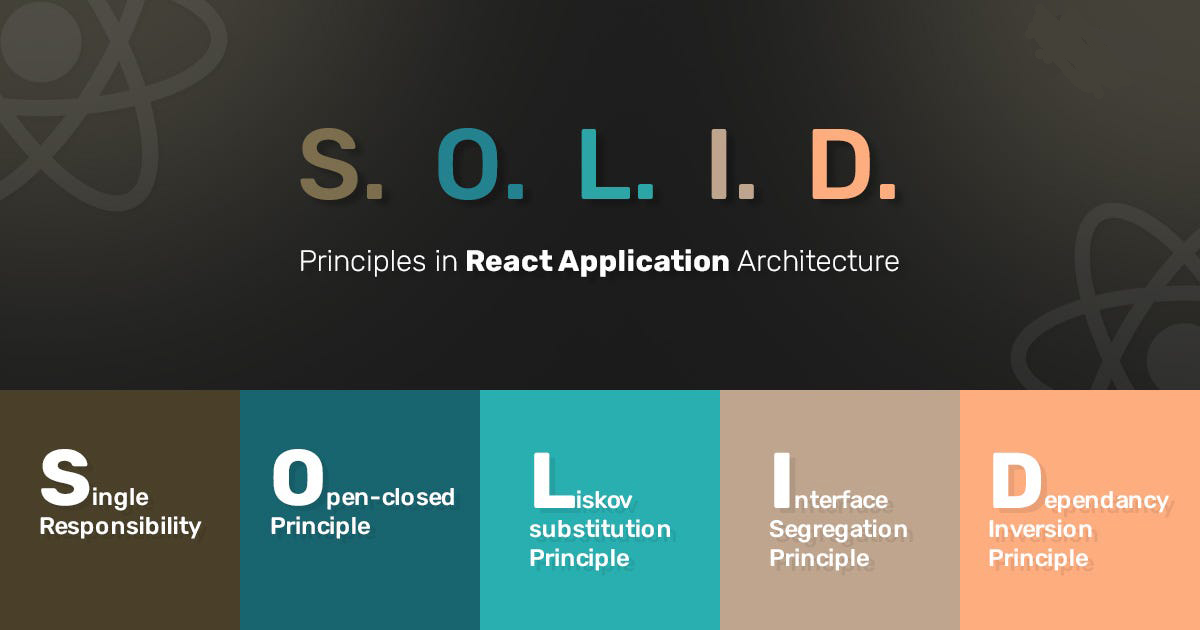 S. O. L. I. D.
Principles in React Application Architecture
Single
Responsibility
Open-closed
Principle
Liskov
substitution
Principle
Interface
Segregation
Principle
Dependancy
Inversion
Principle